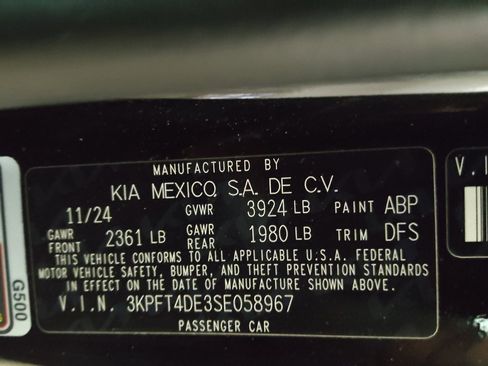 MANUFACTURED BY
KIA MEXICO S.A. DE C.V.
11/24 GVWR 3924 LB PAINT ABP
GAWR FRONT 2361 LB GAWR REAR 1980 LB TRIM DFS
THIS VEHICLE CONFORMS TO ALL APPLICABLE U.S.A. FEDERAL
MOTOR VEHICLE SAFETY, BUMPER, AND THEFT PREVENTION STANDARDS
IN EFFECT ON THE DATE OF MANUFACTURE SHOWN ABOVE.
V.I.N. 3KPFT4DE3SE058967
PASSENGER CAR
G500
V.I